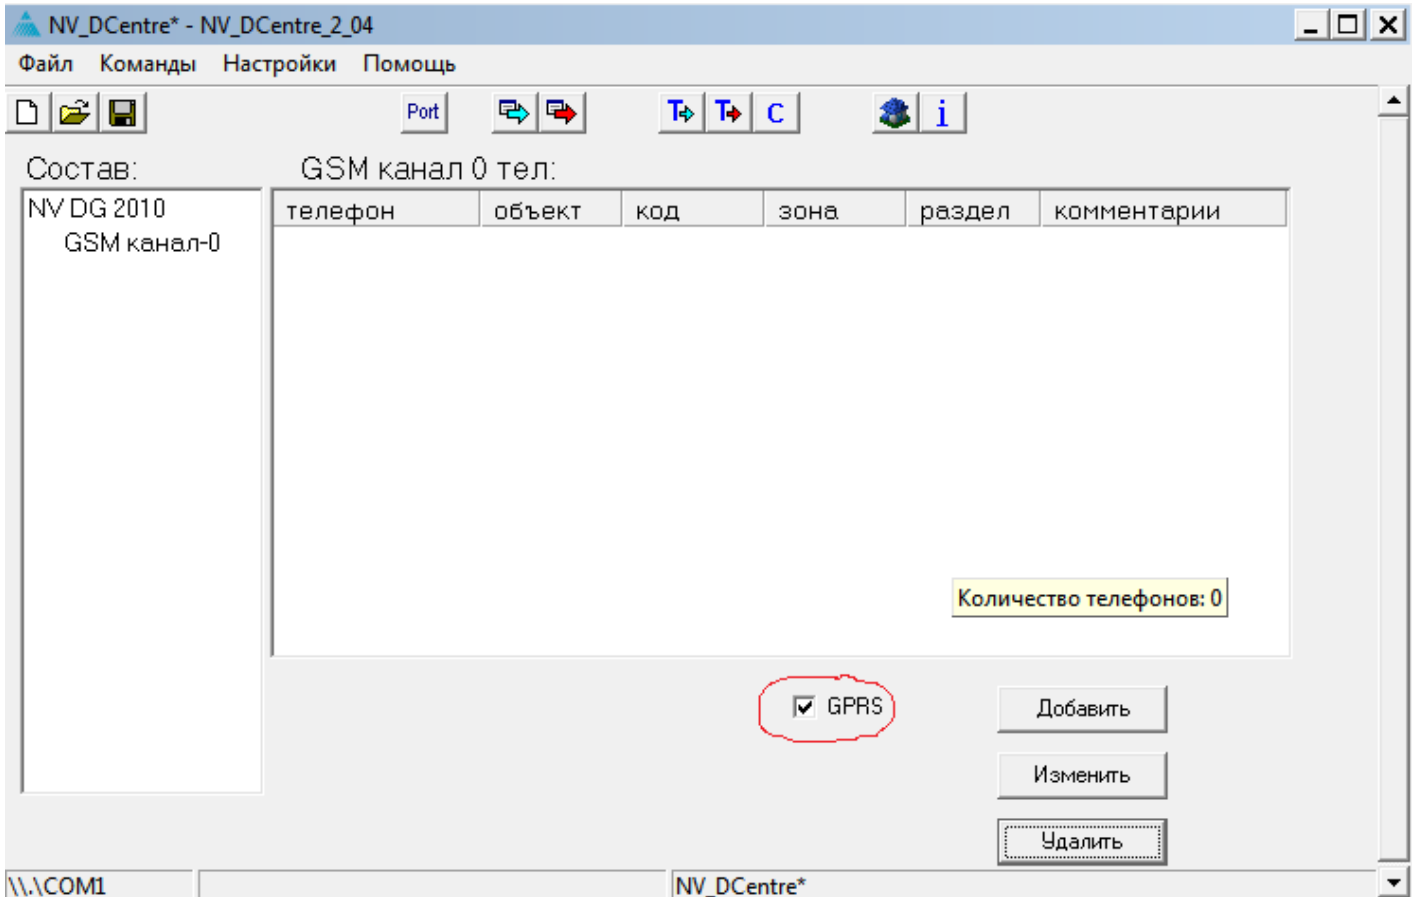 NV_DCentre* - NV_DCentre_2_04
Файл Команды Настройки Помощь
Port T T C i
Состав: GSM канал 0 тел:
NV DG 2010
GSM канал-0
телефон объект код зона раздел комментарии
Количество телефонов: 0
GPRS
Добавить
Изменить
Удалить
\\.\COM1 NV_DCentre*